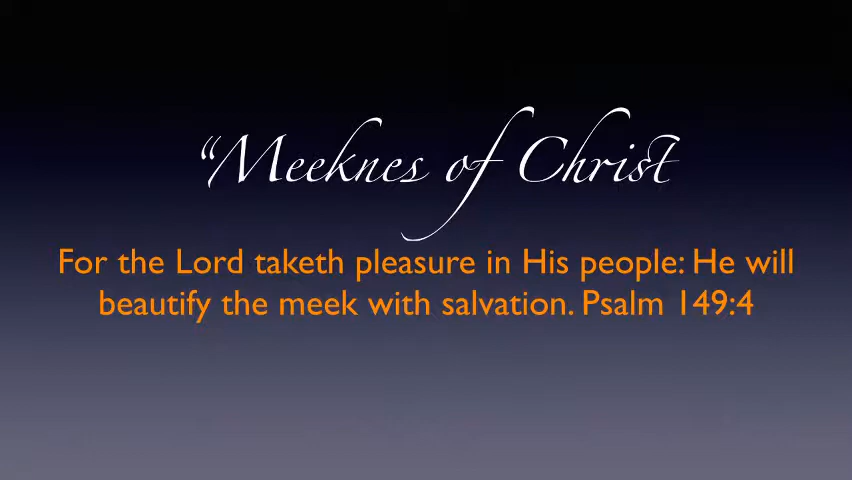 “Meeknes of Christ
For the Lord taketh pleasure in His people: He will
beautify the meek with salvation. Psalm 149:4